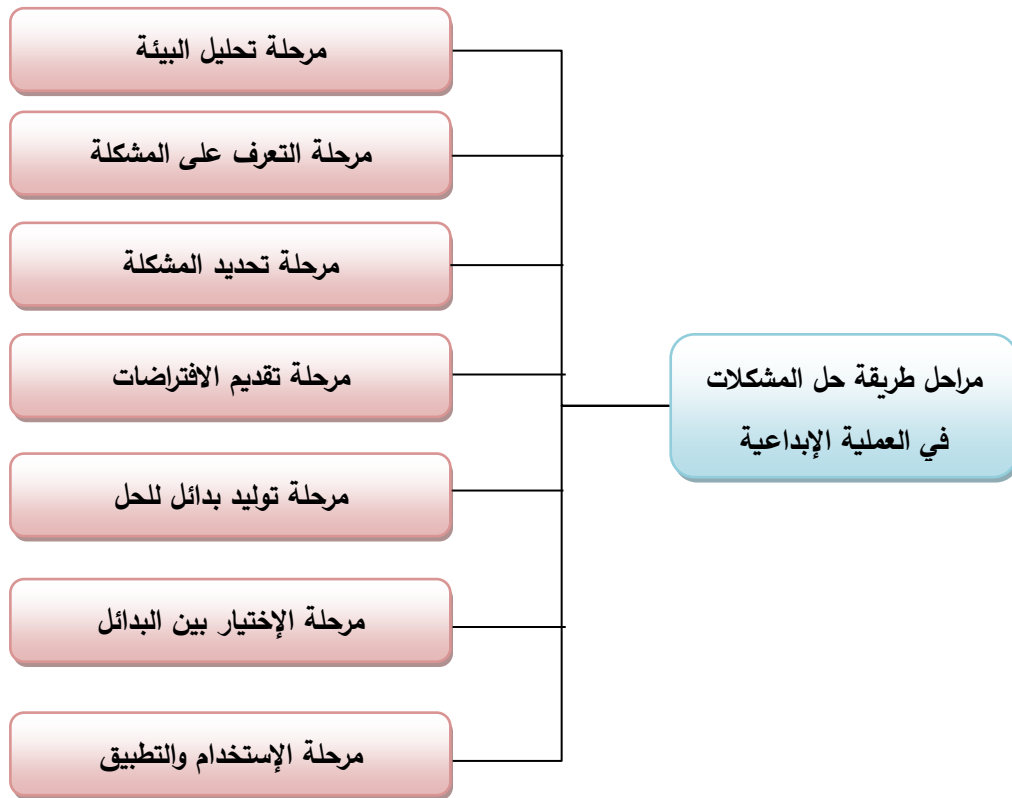 مراحل طريقة حل المشكلات
في العملية الإبداعية
مرحلة تحليل البيئة
مرحلة التعرف على المشكلة
مرحلة تحديد المشكلة
مرحلة تقديم الافتراضات
مرحلة توليد بدائل للحل
مرحلة الإختيار بين البدائل
مرحلة الإستخدام والتطبيق